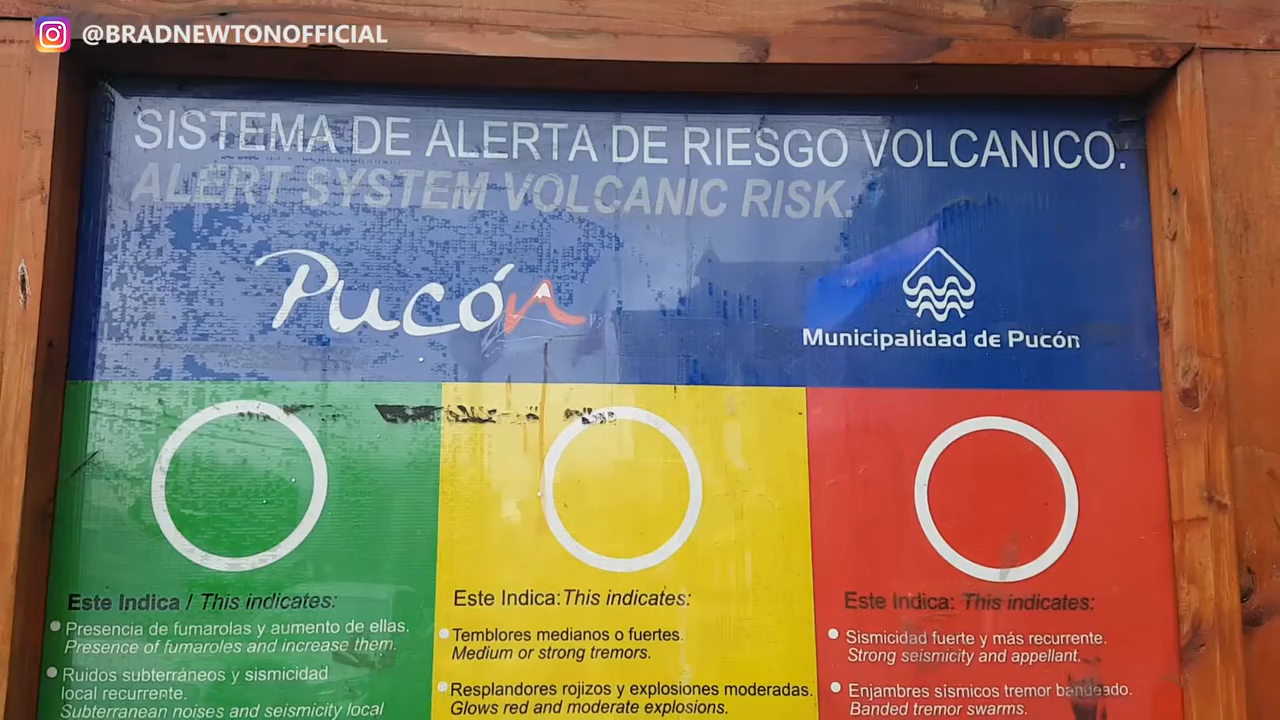 @BRADNEWTONOFFICIAL
SISTEMA DE ALERTA DE RIESGO VOLCANICO.
ALERT SYSTEM VOLCANIC RISK.
Pucón
Municipalidad de Pucón
Este Indica / This indicates:
Presencia de fumarolas y aumento de ellas.
Presence of fumaroles and increase them.
Ruidos subterráneos y sismicidad
local recurrente.
Subterranean noises and seismicity local
Este Indica: This indicates:
Temblores medianos o fuertes.
Medium or strong tremors.
Resplandores rojizos y explosiones moderadas.
Glows red and moderate explosions.
Este Indica: This indicates:
Sismicidad fuerte y más recurrente.
Strong seismicity and appellant.
Enjambres sísmicos tremor bandeado.
Banded tremor swarms.